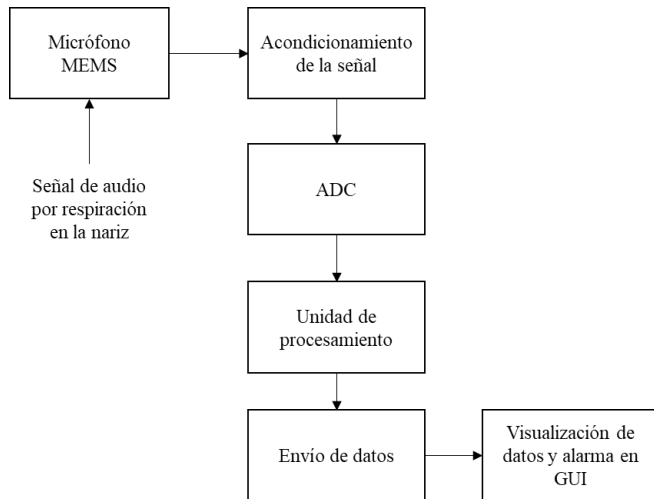 Micrófono
MEMS
Acondicionamiento
de la señal
Señal de audio
por respiración
en la nariz
ADC
Unidad de
procesamiento
Envío de datos
Visualización de
datos y alarma en
GUI